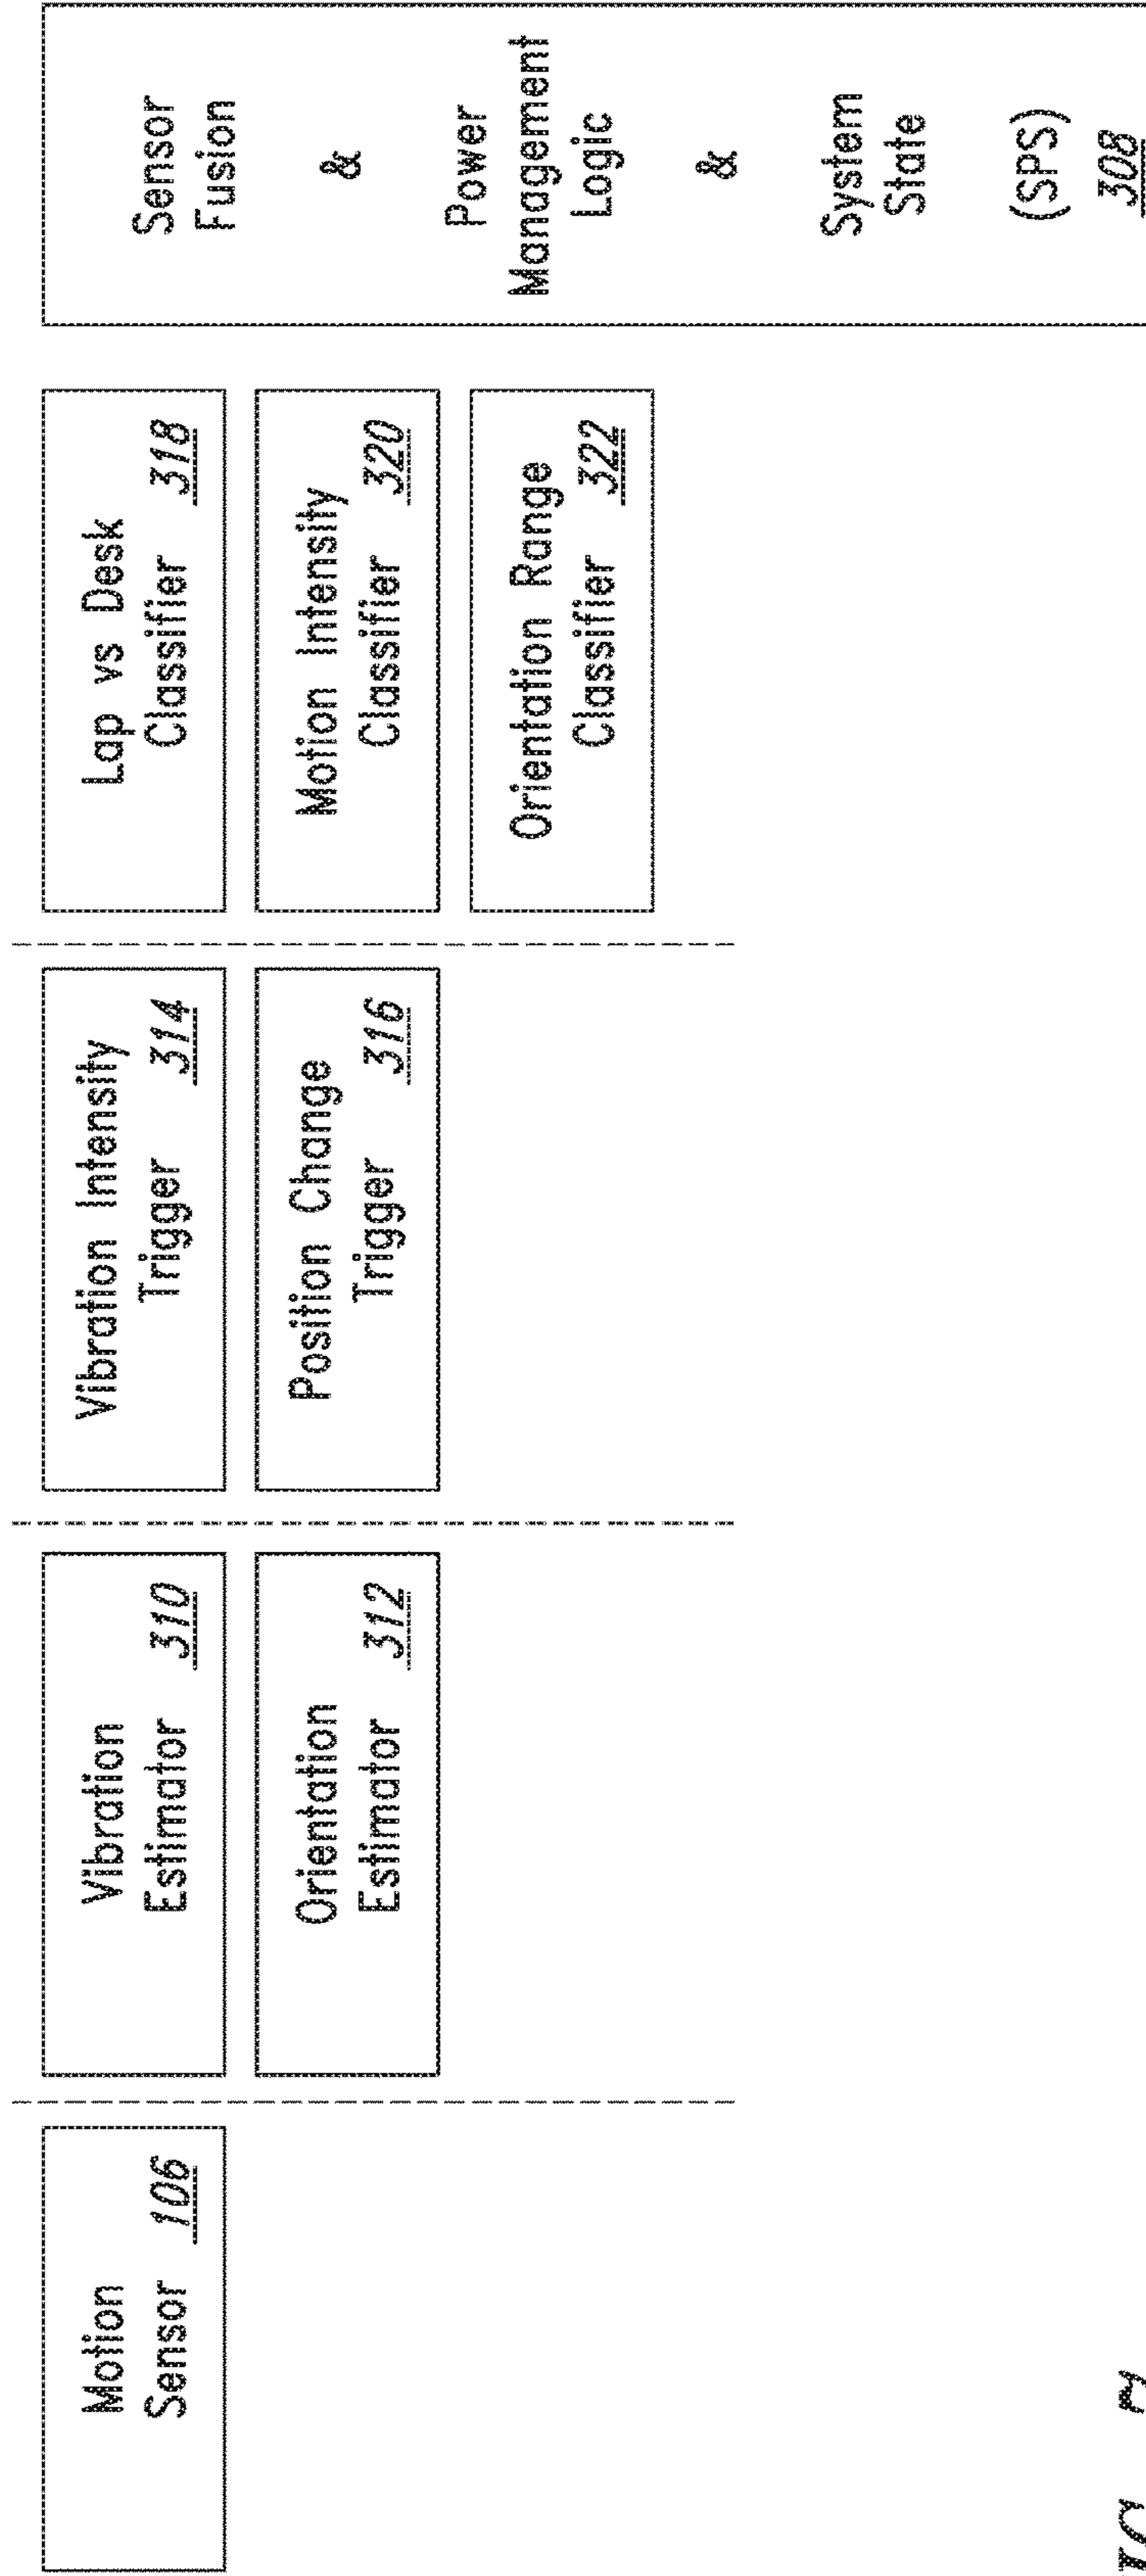 Motion
Sensor 106
Vibration
Estimator 310
Orientation
Estimator 312
Vibration Intensity
Trigger 314
Position Change
Trigger 316
Lap vs Desk
Classifier 318
Motion Intensity
Classifier 320
Orientation Range
Classifier 322
Sensor
Fusion
&
Power
Management
Logic
&
System
State
(SPS)
308